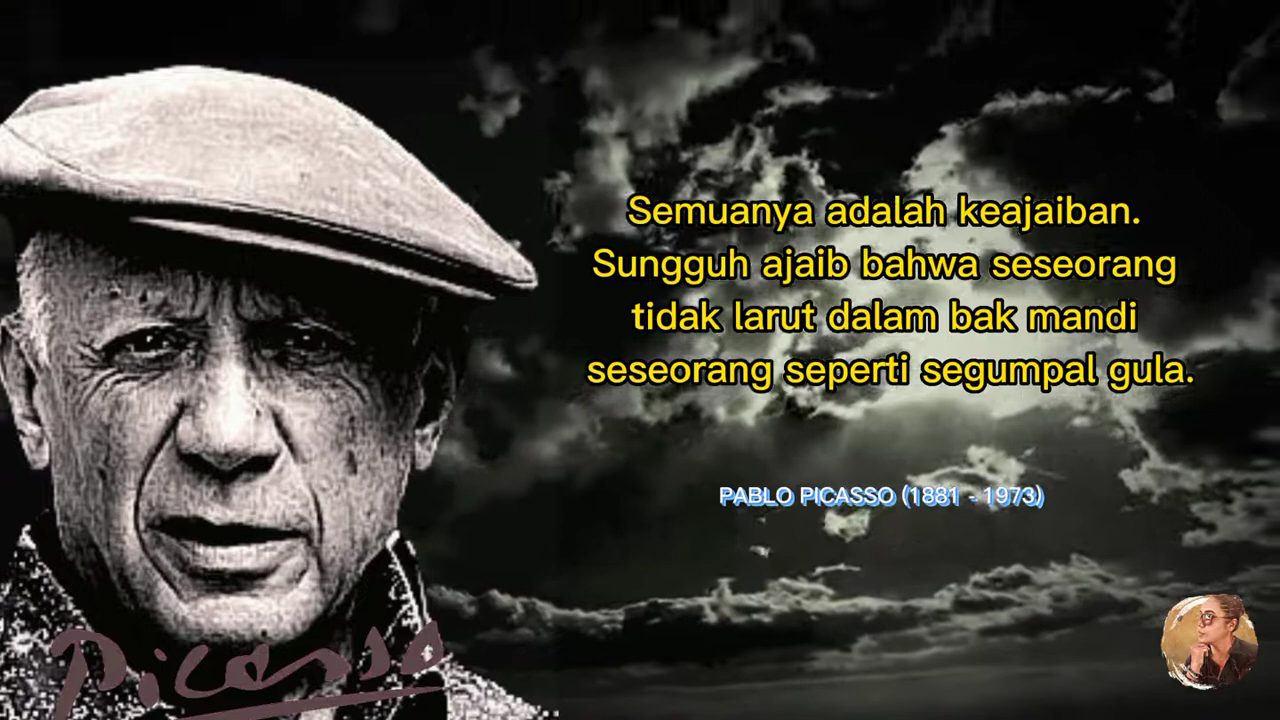 Semuanya adalah keajaiban.
Sungguh ajaib bahwa seseorang
tidak larut dalam bak mandi
seseorang seperti segumpal gula.
PABLO PICASSO (1881 - 1973)
Picasso